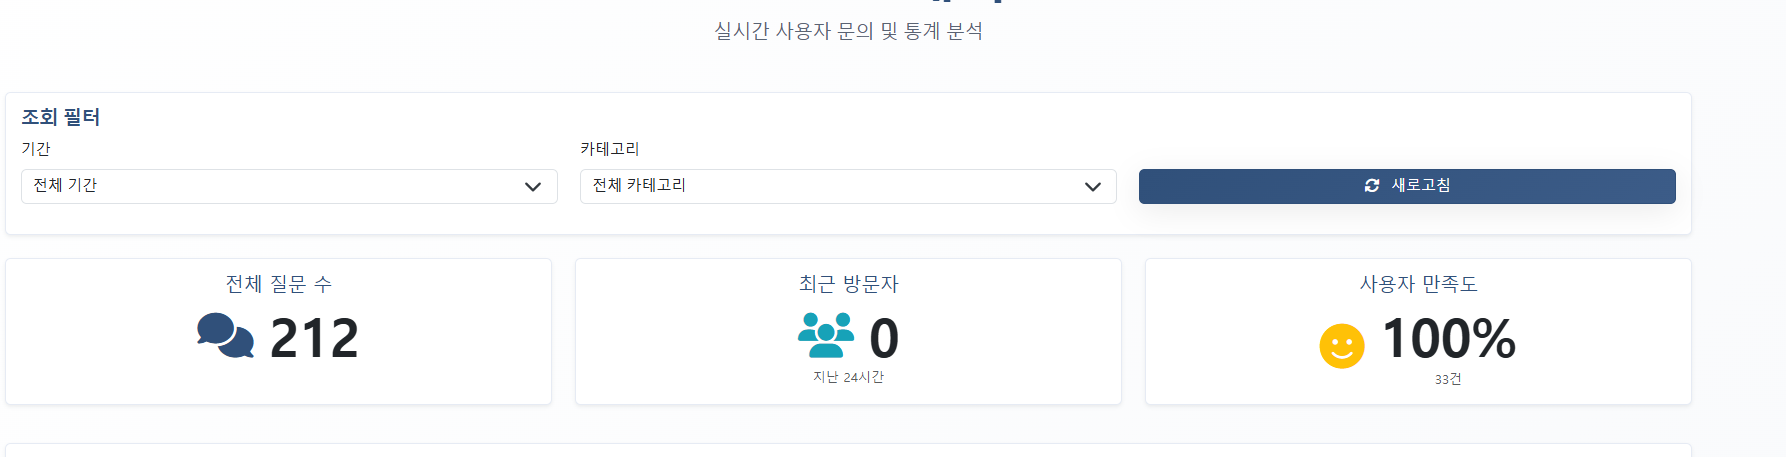 실시간 사용자 문의 및 통계 분석
조회 필터
기간
카테고리
전체 기간
전체 카테고리
새로고침
전체 질문 수
최근 방문자
사용자 만족도
212
0
100%
지난 24시간
33건